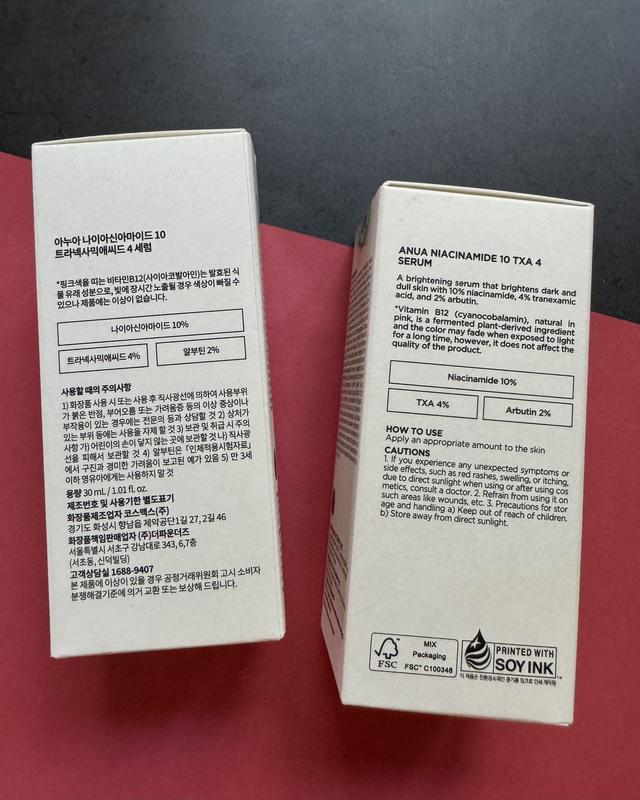 아누아 나이아신아마이드 10
트라넥사믹애씨드 4 세럼
*핑크색을 띠는 비타민B12(사이아코발아민)는 발효된 식
물 유래 성분으로, 빛에 장시간 노출될 경우 색상이 빠질 수
있으나 제품에는 이상이 없습니다.
나이아신아마이드 10%
트라넥사믹애씨드 4%
알부틴 2%
사용할 때의 주의사항
1) 화장품 사용 시 또는 사용 후 직사광선에 의하여 사용부위
가 붉은 반점, 부어오름 또는 가려움증 등의 이상 증상이나
부작용이 있는 경우에는 전문의 등과 상담할 것 2) 상처가
있는 부위 등에는 사용을 자제 할 것 3) 보관 및 취급 시 주의
사항 가) 어린이의 손이 닿지 않는 곳에 보관할 것 나) 직사광
선을 피해서 보관할 것 4) 알부틴은 「인체적용시험자료」
에서 구진과 경미한 가려움이 보고된 예가 있음 5) 만 3세
이하 영유아에게는 사용하지 말 것
용량 30 mL / 1.01 fl. oz.
제조번호 및 사용기한 별도표기
화장품제조업자 코스맥스(주)
경기도 화성시 향남읍 제약공단1길 27, 2길 46
화장품책임판매업자 (주)더파운더즈
서울특별시 서초구 강남대로 343, 6,7층
(서초동, 신덕빌딩)
고객상담실 1688-9407
본 제품에 이상이 있을 경우 공정거래위원회 고시 소비자
분쟁해결기준에 의거 교환 또는 보상해 드립니다.
ANUA NIACINAMIDE 10 TXA 4
SERUM
A brightening serum that brightens dark and
dull skin with 10% niacinamide, 4% tranexamic
acid, and 2% arbutin.
*Vitamin B12 (cyanocobalamin), natural in
pink, is a fermented plant-derived ingredient
and the color may fade when exposed to light
for a long time, however, it does not affect the
quality of the product.
Niacinamide 10%
TXA 4%
Arbutin 2%
HOW TO USE
Apply an appropriate amount to the skin
CAUTIONS
1. If you experience any unexpected symptoms or
side effects, such as red rashes, swelling, or itching,
due to direct sunlight when using or after using cos
metics, consult a doctor. 2. Refrain from using it on
such areas like wounds, etc. 3. Precautions for stor
age and handling a) Keep out of reach of children.
b) Store away from direct sunlight.
FSC
MIX
Packaging
FSC™ C100348
PRINTED WITH
SOY INK™
이 제품은 친환경소재인 콩기름 잉크로 인쇄 제작됨